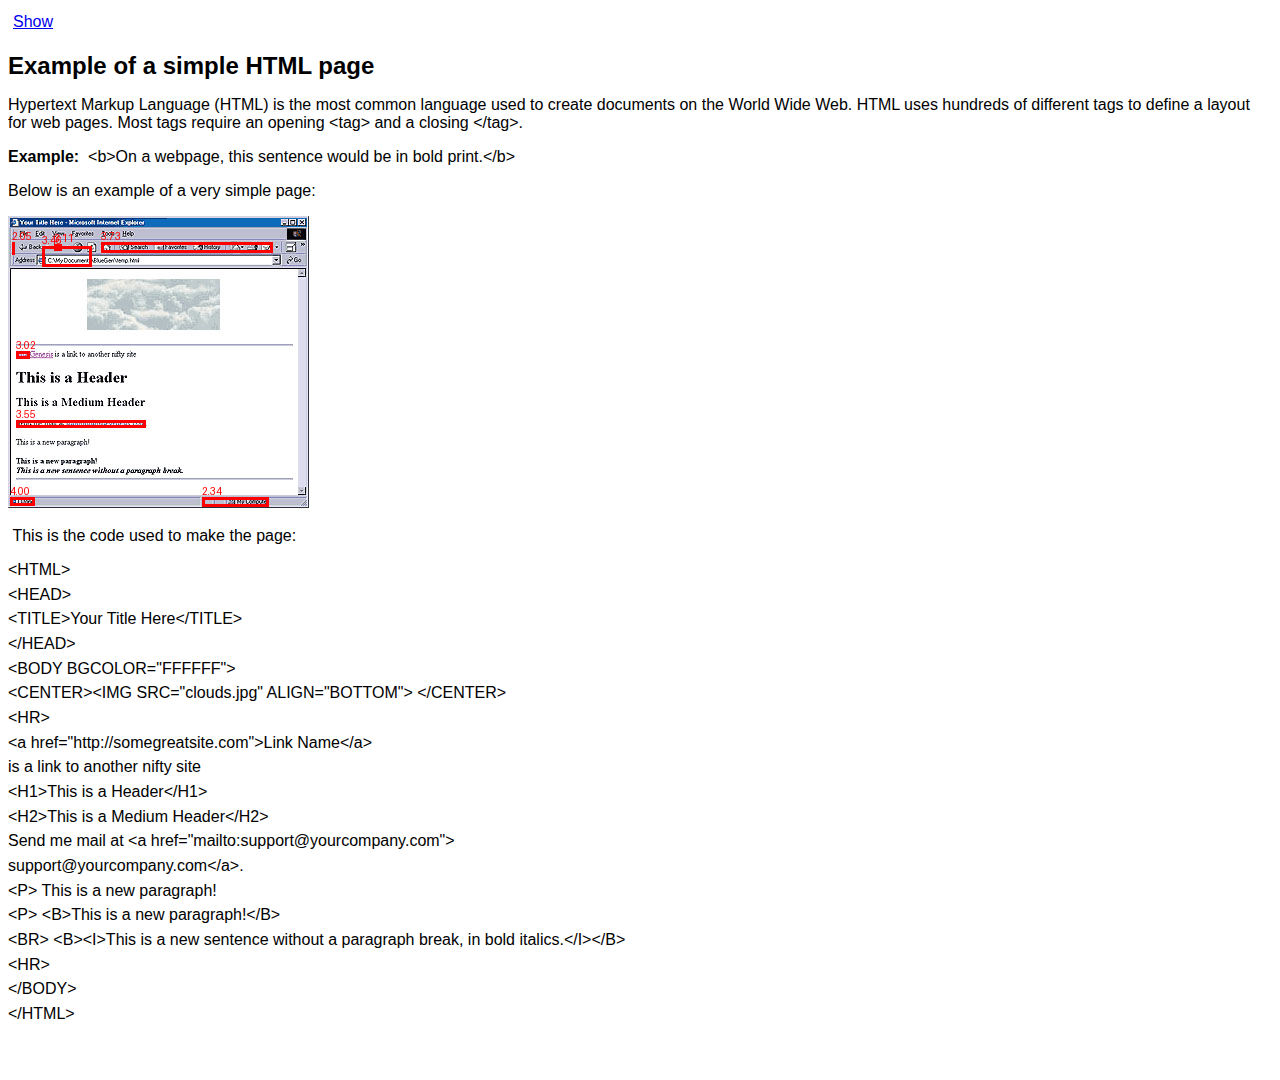 Show
Example of a simple HTML page
Hypertext Markup Language (HTML) is the most common language used to create documents on the World Wide Web. HTML uses hundreds of different tags to define a layout
for web pages. Most tags require an opening <tag> and a closing </tag>.
Example: <b>On a webpage, this sentence would be in bold print.</b>
Below is an example of a very simple page:
Your Title Here - Microsoft Internet Explorer
File Edit View Favorites Tools Help
3.73
Back Search Favorites History
Address C:\My Documents\BlueGen\temp.html Go
3.02
Genesis is a link to another nifty site
This is a Header
This is a Medium Header
3.55
This is a new paragraph!
This is a new paragraph!
This is a new sentence without a paragraph break.
4.00 2.34
My Compute
This is the code used to make the page:
<HTML>
<HEAD>
<TITLE>Your Title Here</TITLE>
</HEAD>
<BODY BGCOLOR="FFFFFF">
<CENTER><IMG SRC="clouds.jpg" ALIGN="BOTTOM"> </CENTER>
<HR>
<a href="http://somegreatsite.com">Link Name</a>
is a link to another nifty site
<H1>This is a Header</H1>
<H2>This is a Medium Header</H2>
Send me mail at <a href="mailto:support@yourcompany.com">
support@yourcompany.com</a>.
<P> This is a new paragraph!
<P> <B>This is a new paragraph!</B>
<BR> <B><I>This is a new sentence without a paragraph break, in bold italics.</I></B>
<HR>
</BODY>
</HTML>